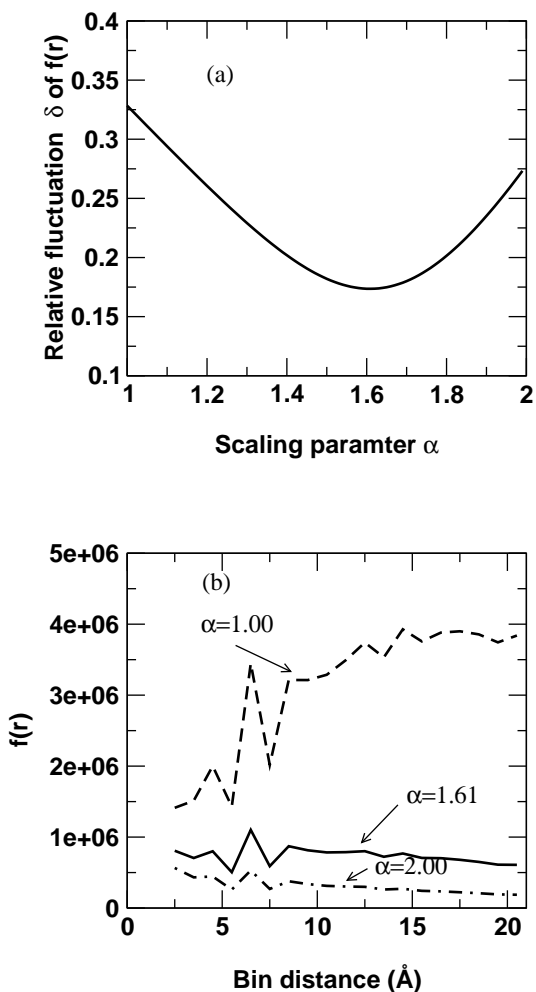 0.4
(a)
0.35
0.3
0.25
0.2
0.15
0.1
Relative fluctuation δ of f(r)
1 1.2 1.4 1.6 1.8 2
Scaling paramter α
5e+06
(b)
4e+06
α=1.00
3e+06
f(r)
2e+06
α=1.61
1e+06
α=2.00
0
0 5 10 15 20
Bin distance (Å)